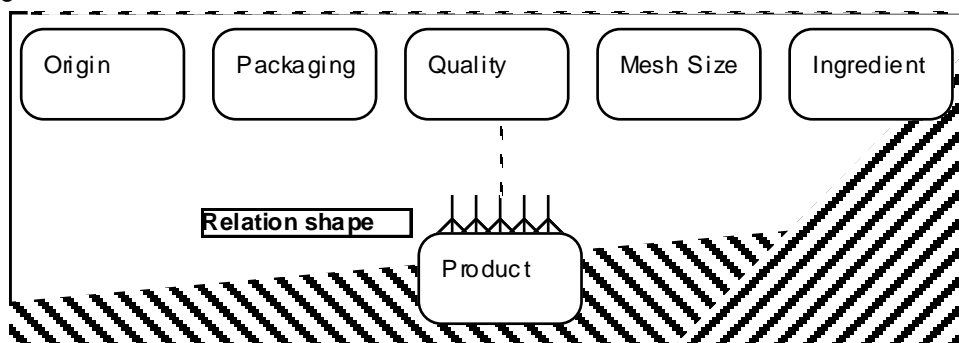 Origin
Packaging
Quality
Mesh Size
Ingredient
Relation shape
Product